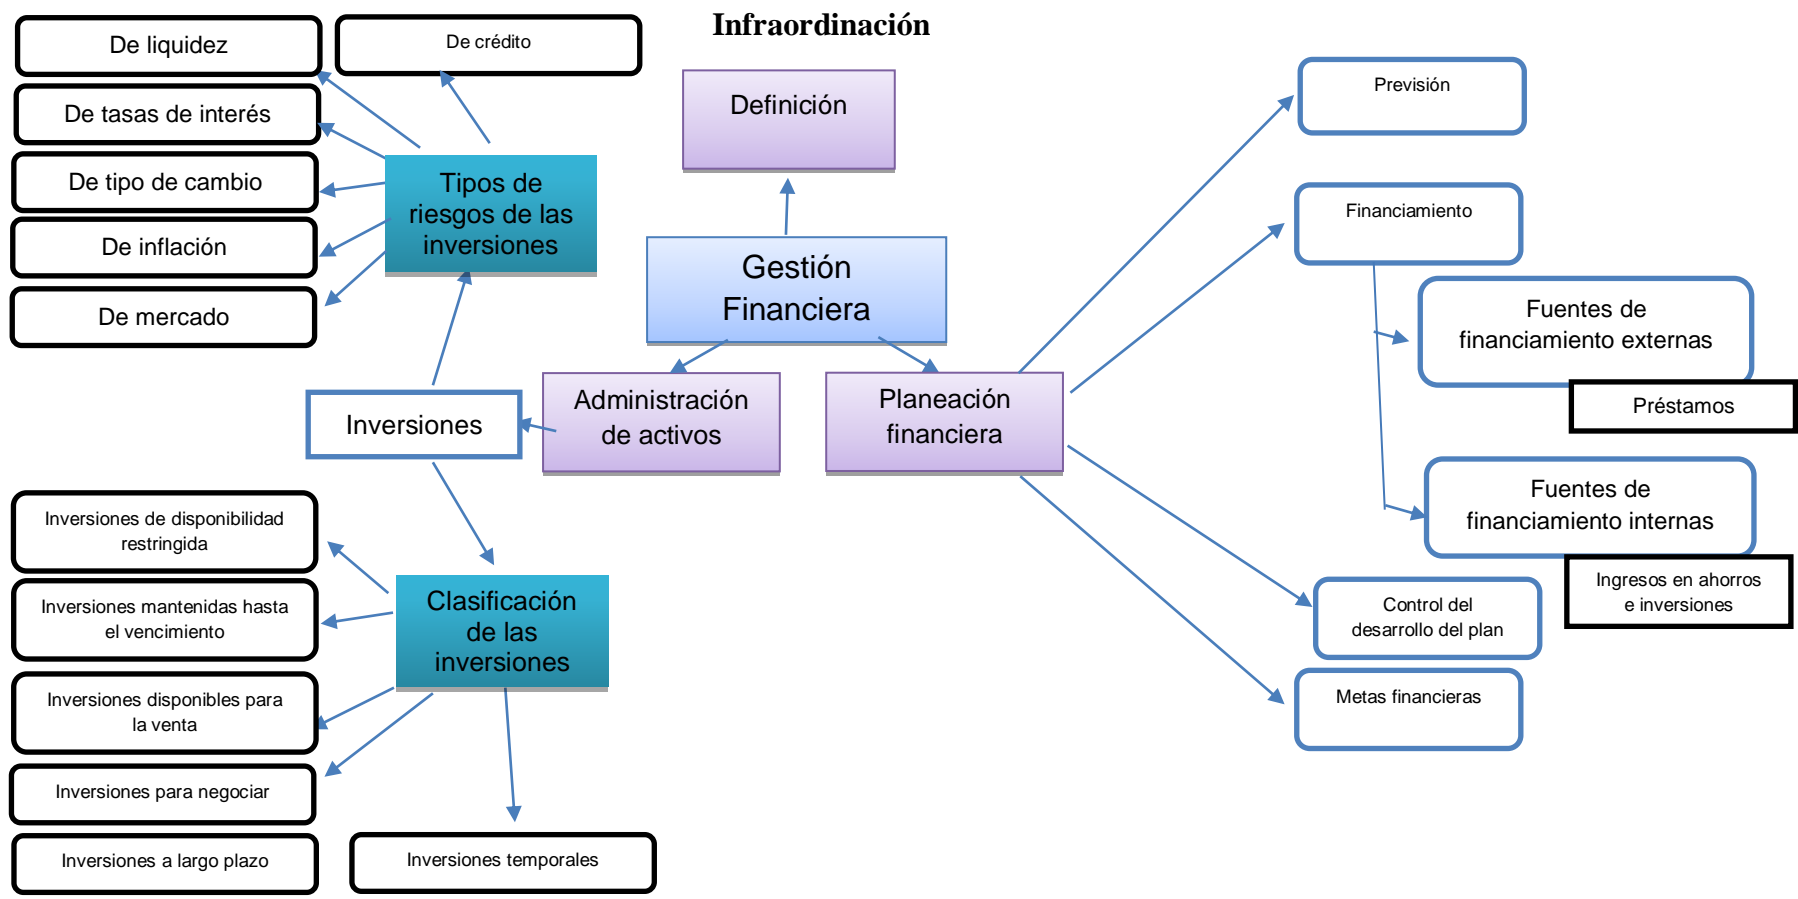 Infraordinación
De liquidez
De crédito
De tasas de interés
De tipo de cambio
De inflación
De mercado
Tipos de
riesgos de las
inversiones
Definición
Gestión
Financiera
Inversiones
Administración
de activos
Planeación
financiera
Previsión
Financiamiento
Fuentes de
financiamiento externas
Préstamos
Fuentes de
financiamiento internas
Ingresos en ahorros
e inversiones
Control del
desarrollo del plan
Metas financieras
Clasificación
de las
inversiones
Inversiones de disponibilidad
restringida
Inversiones mantenidas hasta
el vencimiento
Inversiones disponibles para
la venta
Inversiones para negociar
Inversiones a largo plazo
Inversiones temporales